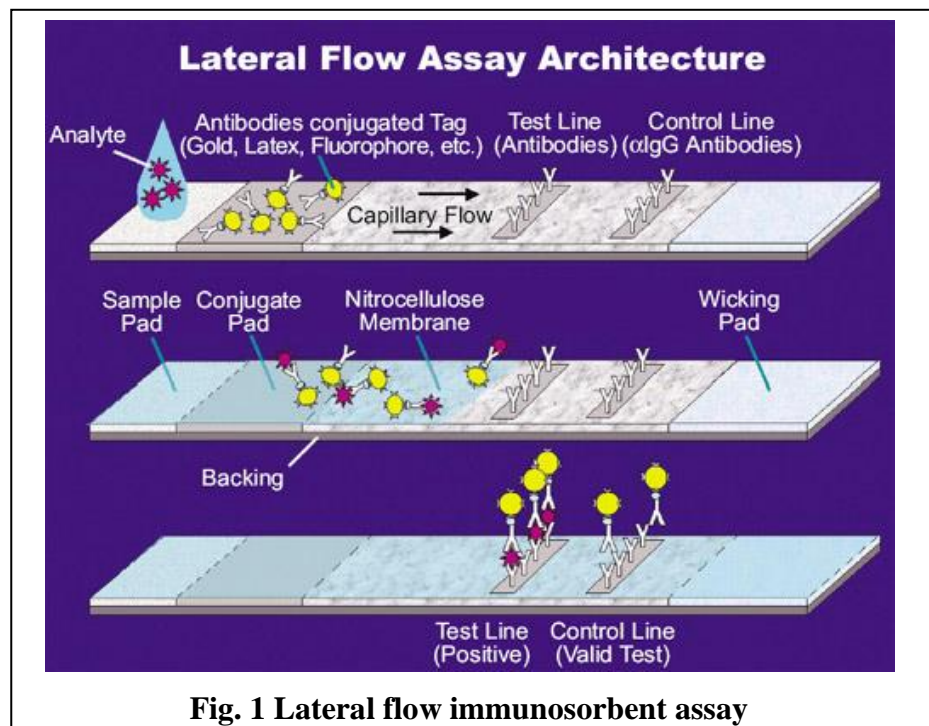 Lateral Flow Assay Architecture
Analyte
Antibodies conjugated Tag
(Gold, Latex, Fluorophore, etc.)
Test Line
(Antibodies)
Control Line
(αIgG Antibodies)
Capillary Flow
Sample
Pad
Conjugate
Pad
Nitrocellulose
Membrane
Wicking
Pad
Backing
Test Line
(Positive)
Control Line
(Valid Test)
Fig. 1 Lateral flow immunosorbent assay